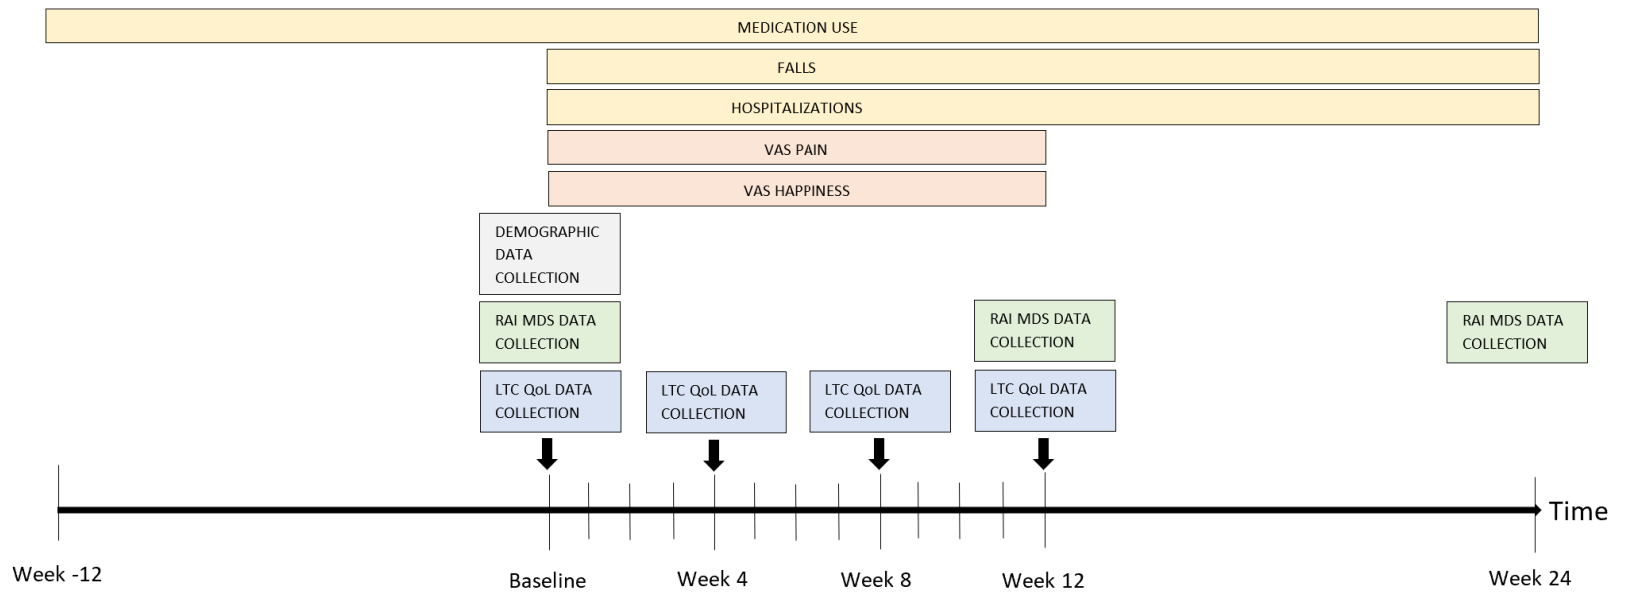 MEDICATION USE
FALLS
HOSPITALIZATIONS
VAS PAIN
VAS HAPPINESS
DEMOGRAPHIC
DATA
COLLECTION
RAI MDS DATA
COLLECTION
RAI MDS DATA
COLLECTION
RAI MDS DATA
COLLECTION
LTC QoL DATA
COLLECTION
LTC QoL DATA
COLLECTION
LTC QoL DATA
COLLECTION
LTC QoL DATA
COLLECTION
Time
Week -12
Baseline
Week 4
Week 8
Week 12
Week 24